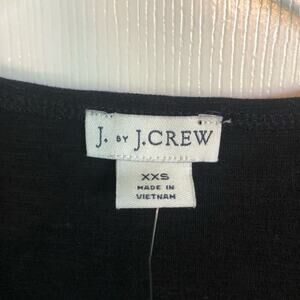 J. BY J.CREW
XXS
MADE IN
VIETNAM